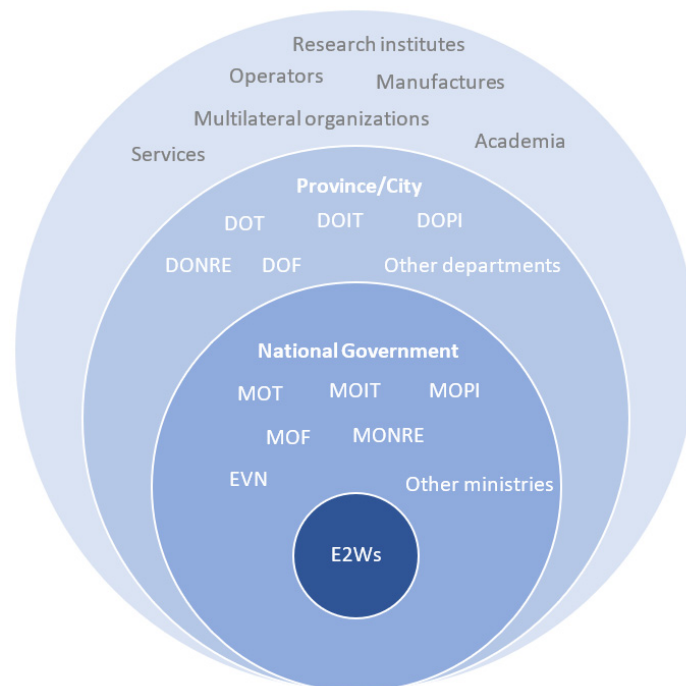 Research institutes
Operators
Manufactures
Multilateral organizations
Academia
Services
Province/City
DOT DOIT DOPI
DONRE DOF Other departments
National Government
MOT MOIT MOPI
MOF MONRE
EVN Other ministries
E2Ws